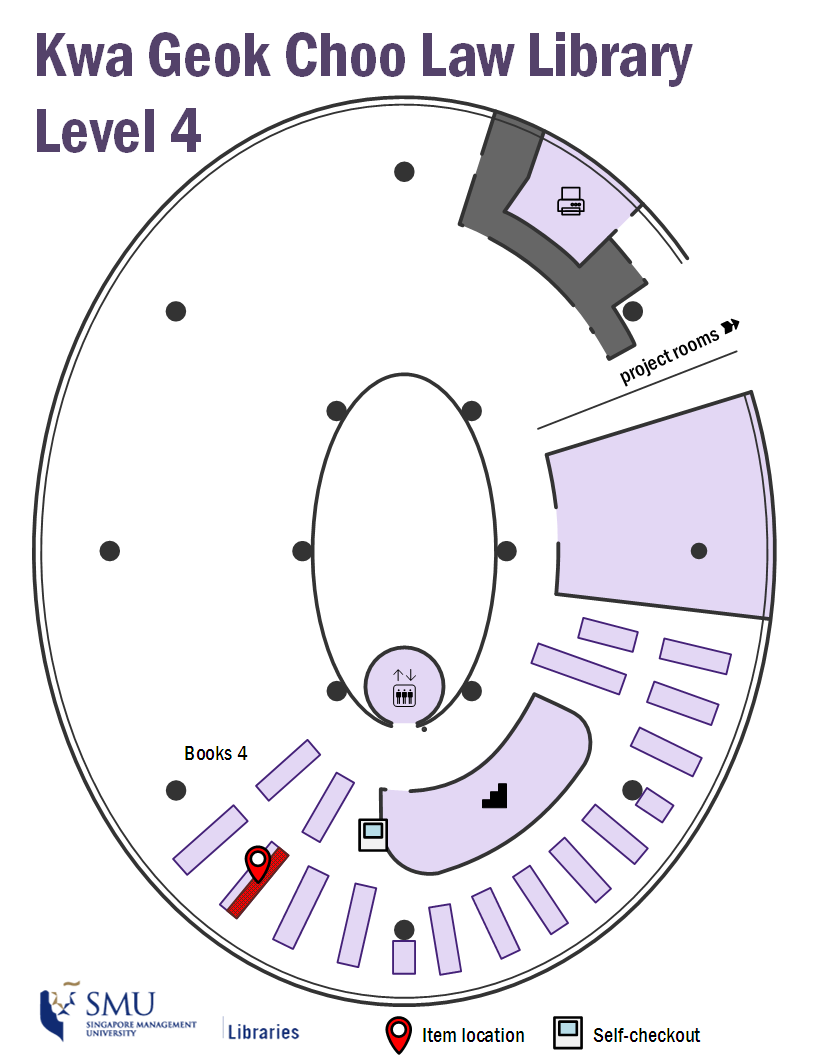 Kwa Geok Choo Law Library
Level 4
project rooms
Books 4
SMU
SINGAPORE MANAGEMENT
UNIVERSITY
Libraries
Item location
Self-checkout